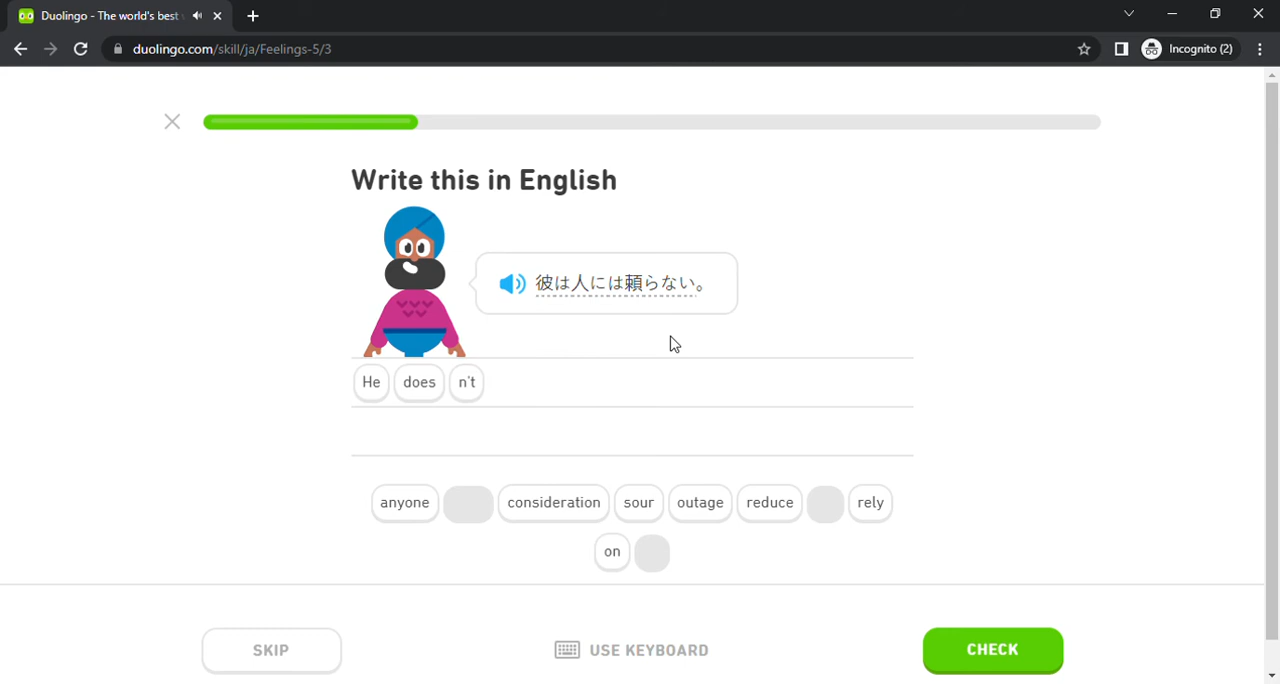 Duolingo - The world's best
duolingo.com/skill/ja/Feelings-5/3
Incognito (2)
Write this in English
彼は人には頼らない。
He does n't
anyone consideration sour outage reduce rely
on
SKIP USE KEYBOARD CHECK